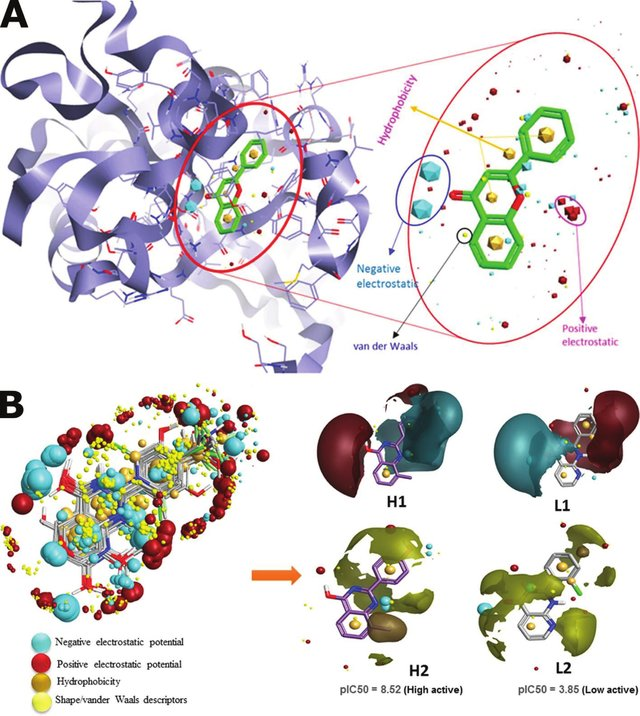 A
Hydrophobicity
Negative
electrostatic
van der Waals
Positive
electrostatic
B
H1
L1
Negative electrostatic potential
Positive electrostatic potential
Hydrophobicity
Shape/vander Waals descriptors
H2
L2
pIC50 = 8.52 (High active)
pIC50 = 3.85 (Low active)